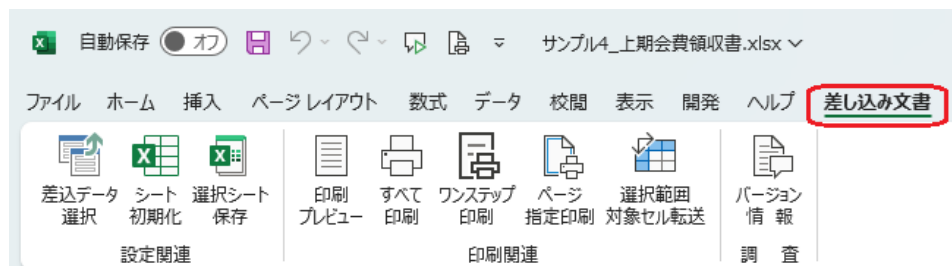 自動保存 オフ サンプル4_上期会費領収書.xlsx
ファイル ホーム 挿入 ページ レイアウト 数式 データ 校閲 表示 開発 ヘルプ 差し込み文書
差込データ シート 選択シート 印刷 すべて ワンステップ ページ 選択範囲 バージョン
選択 初期化 保存 プレビュー 印刷 印刷 指定印刷 対象セル転送 情 報
設定関連 印刷関連 調 査